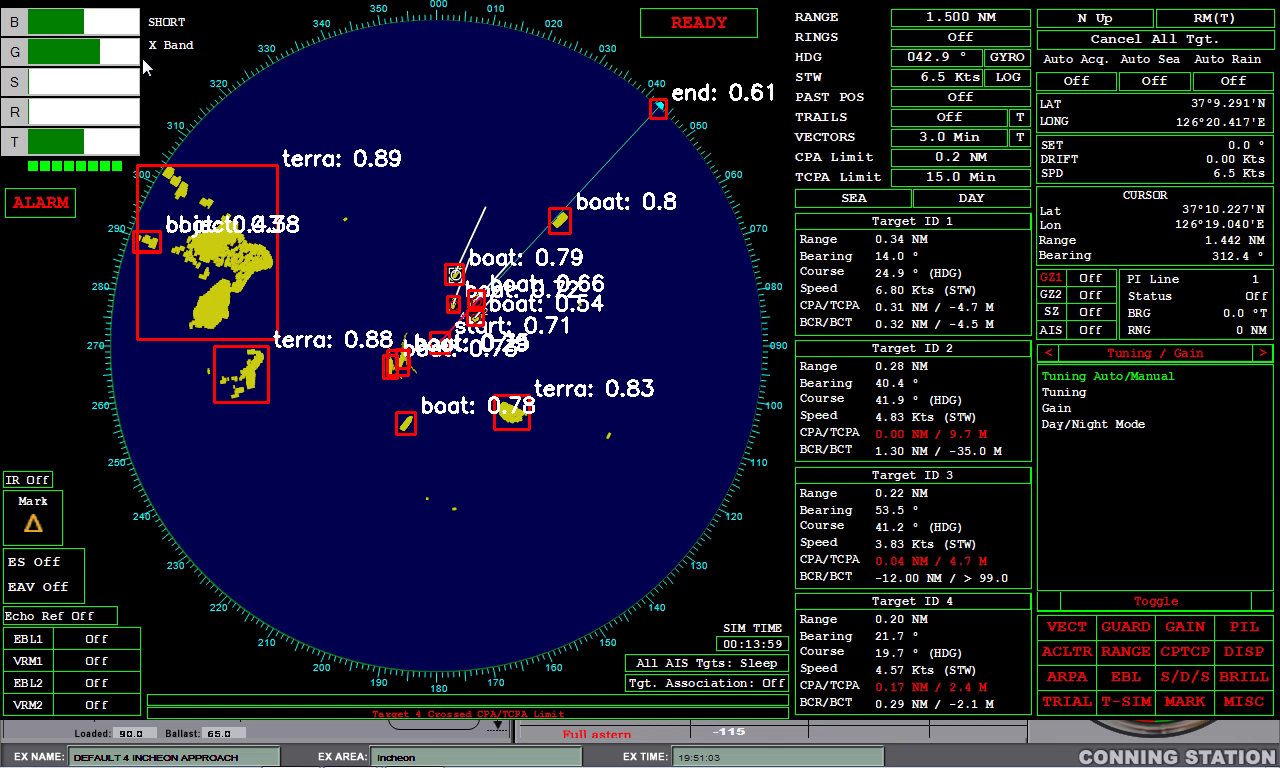 B
G
S
R
T
SHORT
X Band
ALARM
READY
000
020
030
040
050
060
070
080
090
100
110
120
130
140
150
160
170
180
190
200
210
220
230
240
250
260
270
280
290
300
310
320
330
340
350
end: 0.61
terra: 0.89
boat: 0.8
boat: 0.79
boat: 0.66
boat: 0.54
start: 0.71
terra: 0.88
terra: 0.83
boat: 0.78
IR Off
Mark
ES Off
EAV Off
Echo Ref Off
EBL1 Off
VRM1 Off
EBL2 Off
VRM2 Off
SIM TIME
00:13:59
All AIS Tgts: Sleep
Tgt. Association: Off
Target 4 Crossed CPA/TCPA Limit
RANGE 1.500 NM
RINGS Off
HDG 042.9 ° GYRO
STW 6.5 Kts LOG
PAST POS Off
TRAILS Off T
VECTORS 3.0 Min T
CPA Limit 0.2 NM
TCPA Limit 15.0 Min
SEA DAY
Target ID 1
Range 0.34 NM
Bearing 14.0 °
Course 24.9 ° (HDG)
Speed 6.80 Kts (STW)
CPA/TCPA 0.31 NM / -4.7 M
BCR/BCT 0.32 NM / -4.5 M
Target ID 2
Range 0.28 NM
Bearing 40.4 °
Course 41.9 ° (HDG)
Speed 4.83 Kts (STW)
CPA/TCPA 0.00 NM / 9.7 M
BCR/BCT 1.30 NM / -35.0 M
Target ID 3
Range 0.22 NM
Bearing 53.5 °
Course 41.2 ° (HDG)
Speed 3.83 Kts (STW)
CPA/TCPA 0.04 NM / 4.7 M
BCR/BCT -12.00 NM / > 99.0
Target ID 4
Range 0.20 NM
Bearing 21.7 °
Course 19.7 ° (HDG)
Speed 4.57 Kts (STW)
CPA/TCPA 0.17 NM / 2.4 M
BCR/BCT 0.29 NM / -2.1 M
N Up RM(T)
Cancel All Tgt.
Auto Acq. Auto Sea Auto Rain
Off Off Off
LAT 37°9.291'N
LONG 126°20.417'E
SET 0.0 °
DRIFT 0.00 Kts
SPD 6.5 Kts
CURSOR
Lat 37°10.227'N
Lon 126°19.040'E
Range 1.442 NM
Bearing 312.4 °
GZ1 Off
GZ2 Off
SZ Off
AIS Off
PI Line 1
Status Off
BRG 0.0 °T
RNG 0 NM
< Tuning / Gain >
Tuning Auto/Manual
Tuning
Gain
Day/Night Mode
Toggle
VECT GUARD GAIN PIL
ACLTR RANGE CPTCP DISP
ARPA EBL S/D/S BRILL
TRIAL T-SIM MARK MISC
Loaded: 90.0 Ballast: 65.0
Full astern -115
EX NAME: DEFAULT 4 INCHEON APPROACH EX AREA: Incheon EX TIME: 19:51:03
CONNING STATION